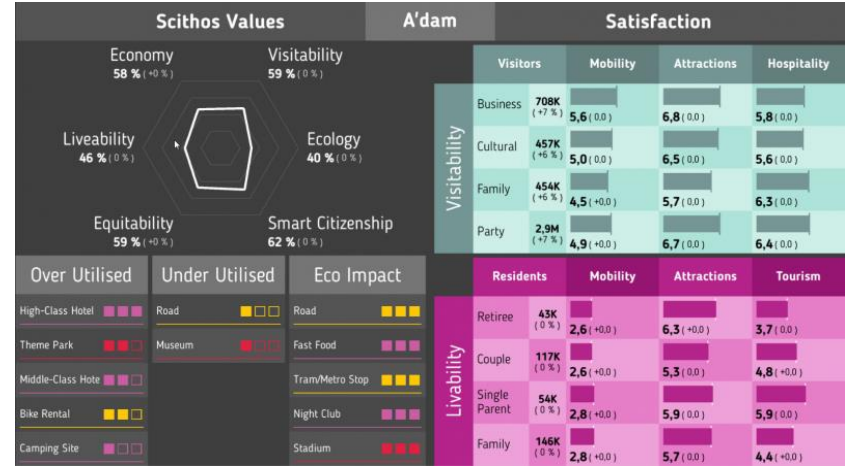 Scithos Values
A'dam
Satisfaction
Economy
58 % ( +0 % )
Visitability
59 % ( 0 % )
Liveability
46 % ( 0 % )
Ecology
40 % ( 0 % )
Equitability
59 % ( +0 % )
Smart Citizenship
62 % ( 0 % )
Over Utilised
High-Class Hotel
Theme Park
Middle-Class Hote
Bike Rental
Camping Site
Under Utilised
Road
Museum
Eco Impact
Road
Fast Food
Tram/Metro Stop
Night Club
Stadium
Visitability
Visitors Mobility Attractions Hospitality
Business 708K ( +7 % ) 5,6 ( 0,0 ) 6,8 ( 0,0 ) 5,8 ( 0,0 )
Cultural 457K ( +6 % ) 5,0 ( 0,0 ) 6,5 ( 0,0 ) 5,6 ( 0,0 )
Family 454K ( +6 % ) 4,5 ( +0,0 ) 5,7 ( 0,0 ) 6,3 ( 0,0 )
Party 2,9M ( +7 % ) 4,9 ( +0,0 ) 6,7 ( 0,0 ) 6,4 ( 0,0 )
Livability
Residents Mobility Attractions Tourism
Retiree 43K ( 0 % ) 2,6 ( +0,0 ) 6,3 ( +0,0 ) 3,7 ( 0,0 )
Couple 117K ( 0 % ) 2,6 ( +0,0 ) 5,3 ( 0,0 ) 4,8 ( +0,0 )
Single
Parent 54K ( 0 % ) 2,8 ( +0,0 ) 5,9 ( 0,0 ) 5,9 ( 0,0 )
Family 146K ( 0 % ) 2,8 ( +0,0 ) 5,7 ( 0,0 ) 4,4 ( +0,0 )